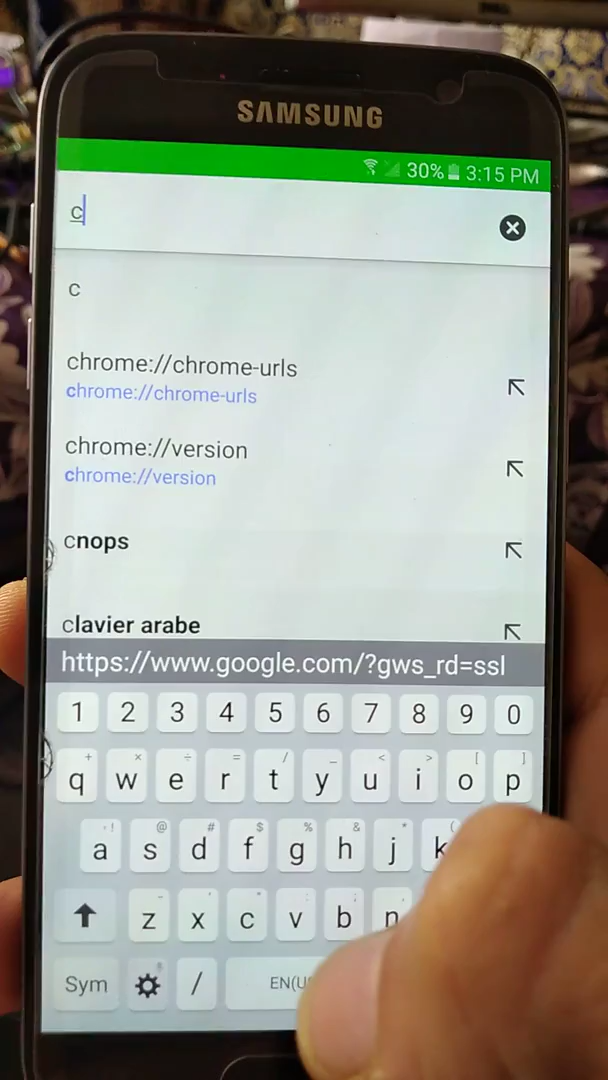 SAMSUNG
30% 3:15 PM
c
c
chrome://chrome-urls
chrome://chrome-urls
chrome://version
chrome://version
cnops
clavier arabe
https://www.google.com/?gws_rd=ssl
1 2 3 4 5 6 7 8 9 0
+ × ÷ = / _ < > [ ]
q w e r t y u i o p
! @ # $ % & * (
a s d f g h j k
z x c v b n
Sym / EN(U